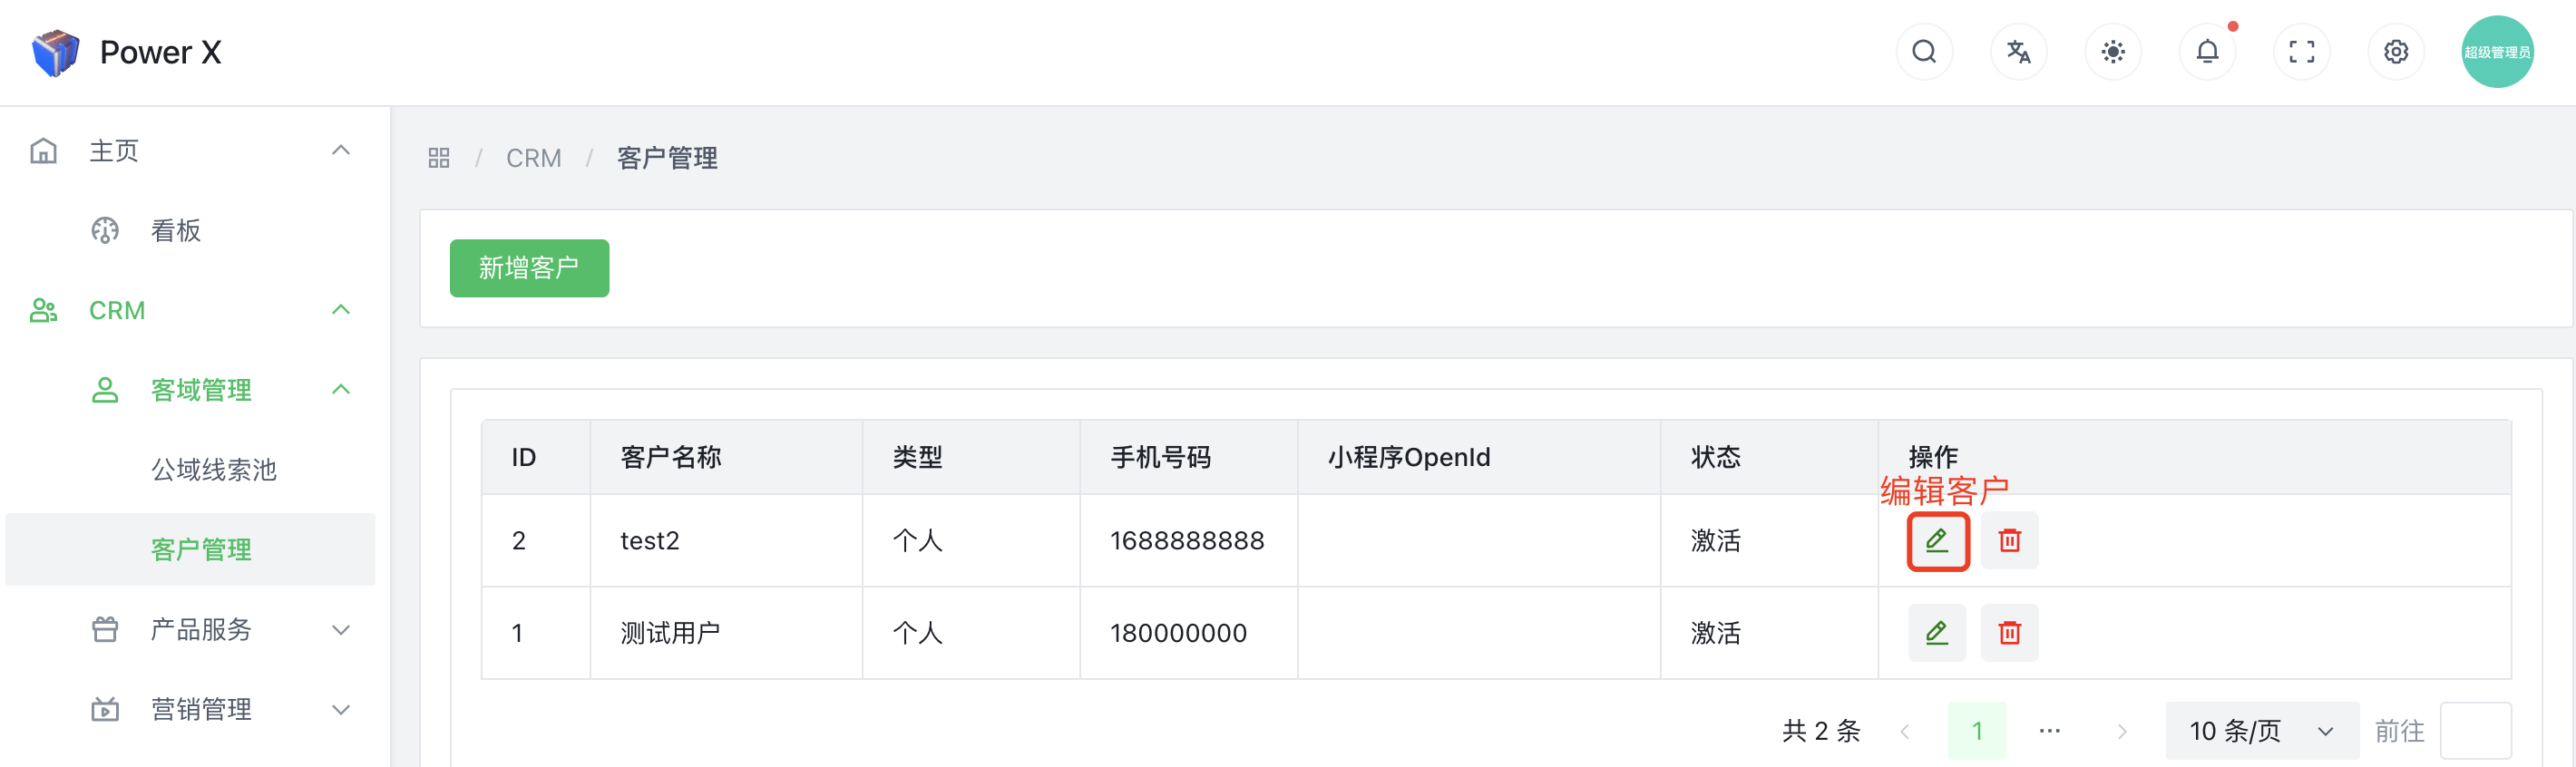 Power X
超级管理员
主页
看板
CRM
客域管理
公域线索池
客户管理
产品服务
营销管理
/ CRM / 客户管理
新增客户
ID 客户名称 类型 手机号码 小程序OpenId 状态 操作
编辑客户
2 test2 个人 1688888888 激活
1 测试用户 个人 180000000 激活
共 2 条 1 ··· 10 条/页 前往